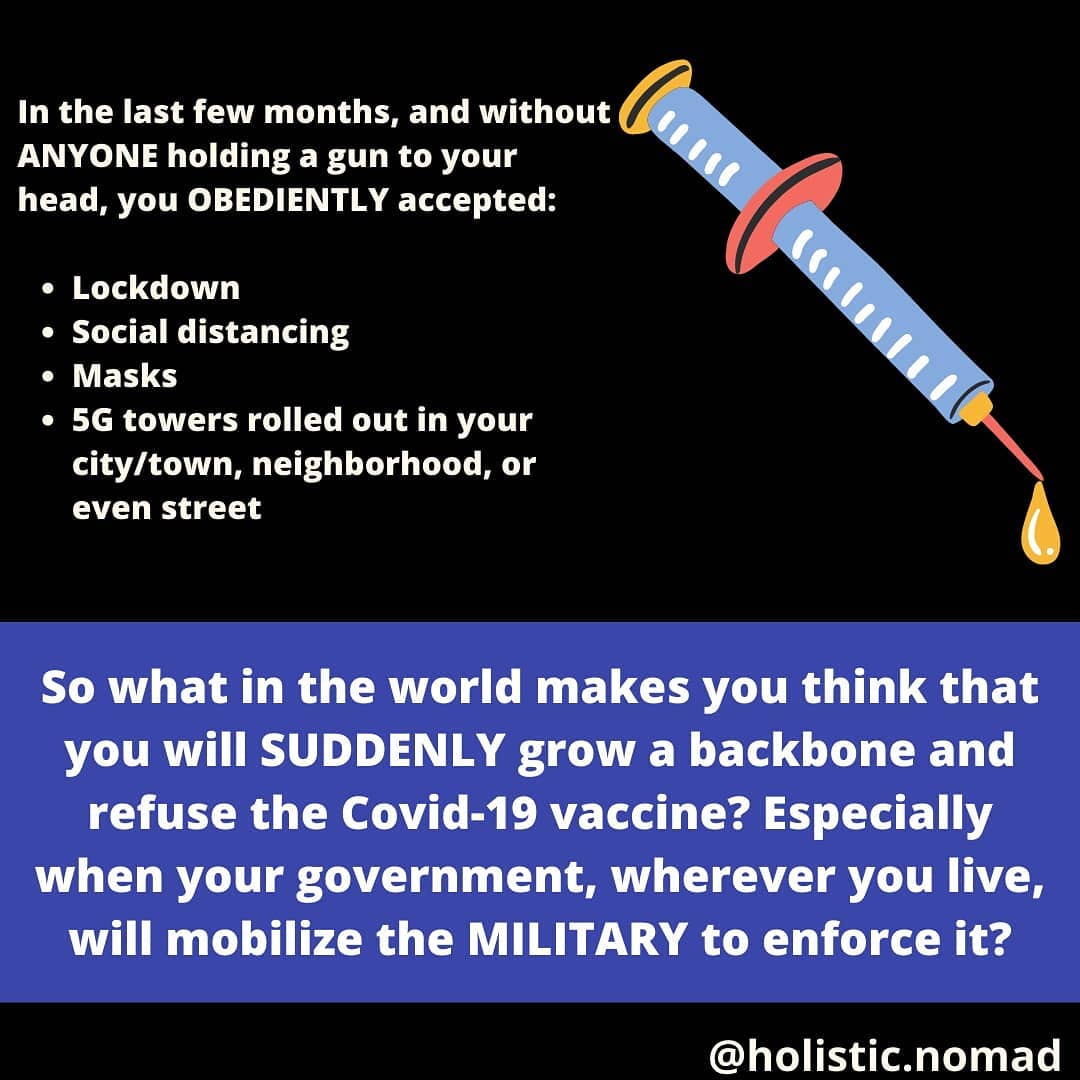 In the last few months, and without
ANYONE holding a gun to your
head, you OBEDIENTLY accepted:
• Lockdown
• Social distancing
• Masks
• 5G towers rolled out in your
city/town, neighborhood, or
even street
So what in the world makes you think that
you will SUDDENLY grow a backbone and
refuse the Covid-19 vaccine? Especially
when your government, wherever you live,
will mobilize the MILITARY to enforce it?
@holistic.nomad